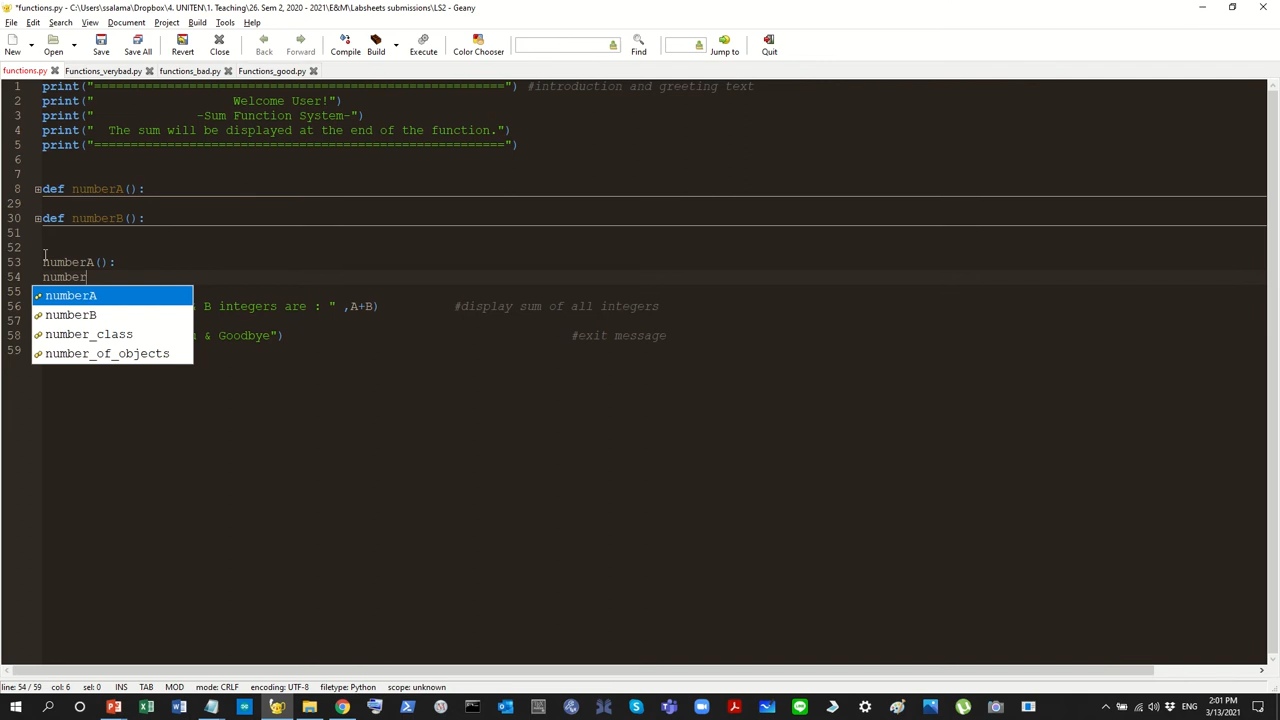 *functions.py - C:\Users\ssalama\Dropbox\4. UNITEN\1. Teaching\26. Sem 2, 2020 - 2021\E&M\Labsheets submissions\LS2 - Geany
File Edit Search View Document Project Build Tools Help
New Open Save Save All Revert Close Back Forward Compile Build Execute Color Chooser Find Jump to Quit
functions.py Functions_verybad.py functions_bad.py Functions_good.py
1 print("========================================================") #introduction and greeting text
2 print("                   Welcome User!")
3 print("              -Sum Function System-")
4 print("  The sum will be displayed at the end of the function.")
5 print("========================================================")
6
7
8 def numberA():
29
30 def numberB():
51
52
53 numberA():
54 number
numberA
numberB
number_class
number_of_objects
55
56 B integers are : " ,A+B) #display sum of all integers
57
58 & Goodbye") #exit message
59
line: 54 / 59 col: 6 sel: 0 INS TAB MOD mode: CRLF encoding: UTF-8 filetype: Python scope: unknown
ENG
2:01 PM
3/13/2021